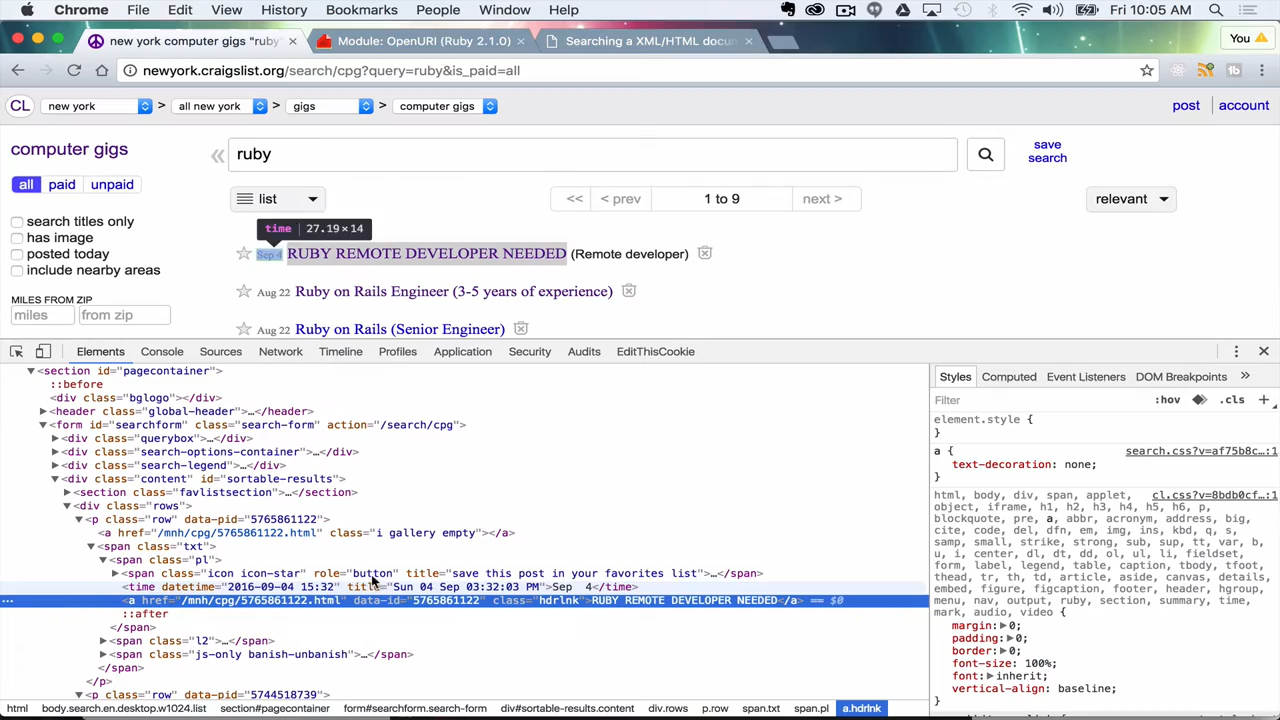 Chrome File Edit View History Bookmarks People Window Help Fri 10:05 AM
new york computer gigs "ruby" × Module: OpenURI (Ruby 2.1.0) × Searching a XML/HTML docu × You
newyork.craigslist.org/search/cpg?query=ruby&is_paid=all
CL new york > all new york > gigs > computer gigs post account
computer gigs
ruby
save
search
all paid unpaid
list
<< < prev 1 to 9 next > relevant
search titles only
has image
posted today
include nearby areas
MILES FROM ZIP
miles from zip
time 27.19×14
Sep 4 RUBY REMOTE DEVELOPER NEEDED (Remote developer)
Aug 22 Ruby on Rails Engineer (3-5 years of experience)
Aug 22 Ruby on Rails (Senior Engineer)
Elements Console Sources Network Timeline Profiles Application Security Audits EditThisCookie
<section id="pagecontainer">
::before
<div class="bglogo"></div>
<header class="global-header">…</header>
<form id="searchform" class="search-form" action="/search/cpg">
<div class="querybox">…</div>
<div class="search-options-container">…</div>
<div class="search-legend">…</div>
<div class="content" id="sortable-results">
<section class="favlistsection">…</section>
<div class="rows">
<p class="row" data-pid="5765861122">
<a href="/mnh/cpg/5765861122.html" class="i gallery empty"></a>
<span class="txt">
<span class="pl">
<span class="icon icon-star" role="button" title="save this post in your favorites list">…</span>
<time datetime="2016-09-04 15:32" title="Sun 04 Sep 03:32:03 PM">Sep  4</time>
… <a href="/mnh/cpg/5765861122.html" data-id="5765861122" class="hdrlnk">RUBY REMOTE DEVELOPER NEEDED</a> == $0
::after
</span>
<span class="l2">…</span>
<span class="js-only banish-unbanish">…</span>
</span>
</p>
<p class="row" data-pid="5744518739">
html body.search.en.desktop.w1024.list section#pagecontainer form#searchform.search-form div#sortable-results.content div.rows p.row span.txt span.pl a.hdrlnk
Styles Computed Event Listeners DOM Breakpoints »
Filter :hov .cls +
element.style {
}
a { search.css?v=af75b8c…:1
text-decoration: none;
}
html, body, div, span, applet, cl.css?v=8bdb0cf…:1
object, iframe, h1, h2, h3, h4, h5, h6, p,
blockquote, pre, a, abbr, acronym, address, big,
cite, code, del, dfn, em, img, ins, kbd, q, s,
samp, small, strike, strong, sub, sup, tt, var, b,
u, i, center, dl, dt, dd, ol, ul, li, fieldset,
form, label, legend, table, caption, tbody, tfoot,
thead, tr, th, td, article, aside, canvas, details,
embed, figure, figcaption, footer, header, hgroup,
menu, nav, output, ruby, section, summary, time,
mark, audio, video {
margin: 0;
padding: 0;
border: 0;
font-size: 100%;
font: inherit;
vertical-align: baseline;
}